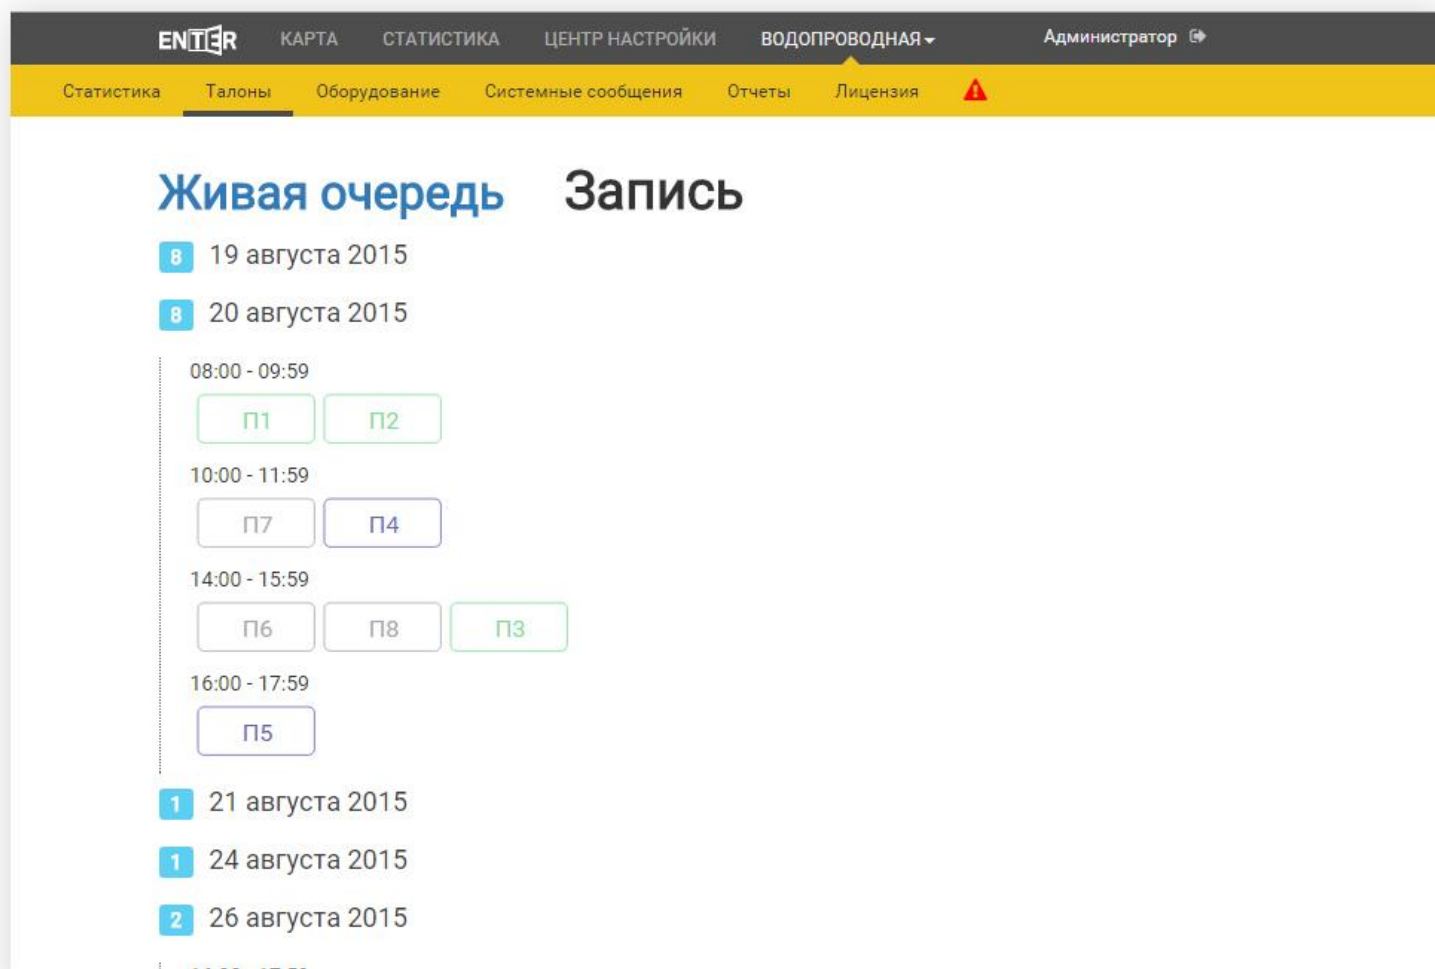 ENTER КАРТА СТАТИСТИКА ЦЕНТР НАСТРОЙКИ ВОДОПРОВОДНАЯ Администратор
Статистика Талоны Оборудование Системные сообщения Отчеты Лицензия
Живая очередь Запись
8 19 августа 2015
8 20 августа 2015
08:00 - 09:59
П1 П2
10:00 - 11:59
П7 П4
14:00 - 15:59
П6 П8 П3
16:00 - 17:59
П5
1 21 августа 2015
1 24 августа 2015
2 26 августа 2015